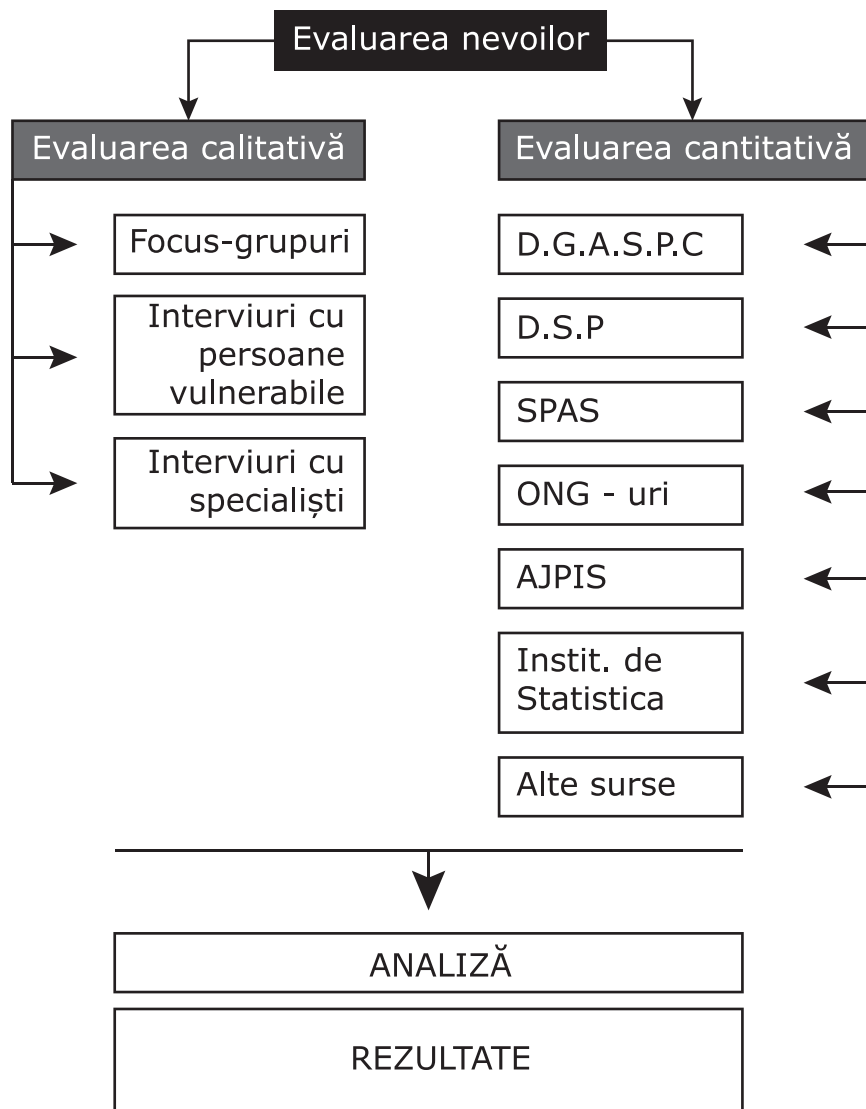 Evaluarea nevoilor
Evaluarea calitativă
Focus-grupuri
Interviuri cu
persoane
vulnerabile
Interviuri cu
specialiști
Evaluarea cantitativă
D.G.A.S.P.C
D.S.P
SPAS
ONG - uri
AJPIS
Instit. de
Statistica
Alte surse
ANALIZĂ
REZULTATE